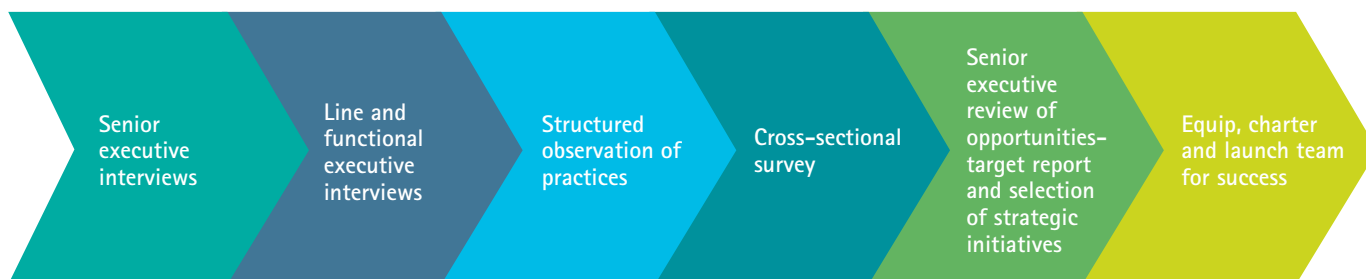 Senior
executive
interviews
Line and
functional
executive
interviews
Structured
observation of
practices
Cross-sectional
survey
Senior
executive
review of
opportunities-
target report
and selection
of strategic
initiatives
Equip, charter
and launch team
for success